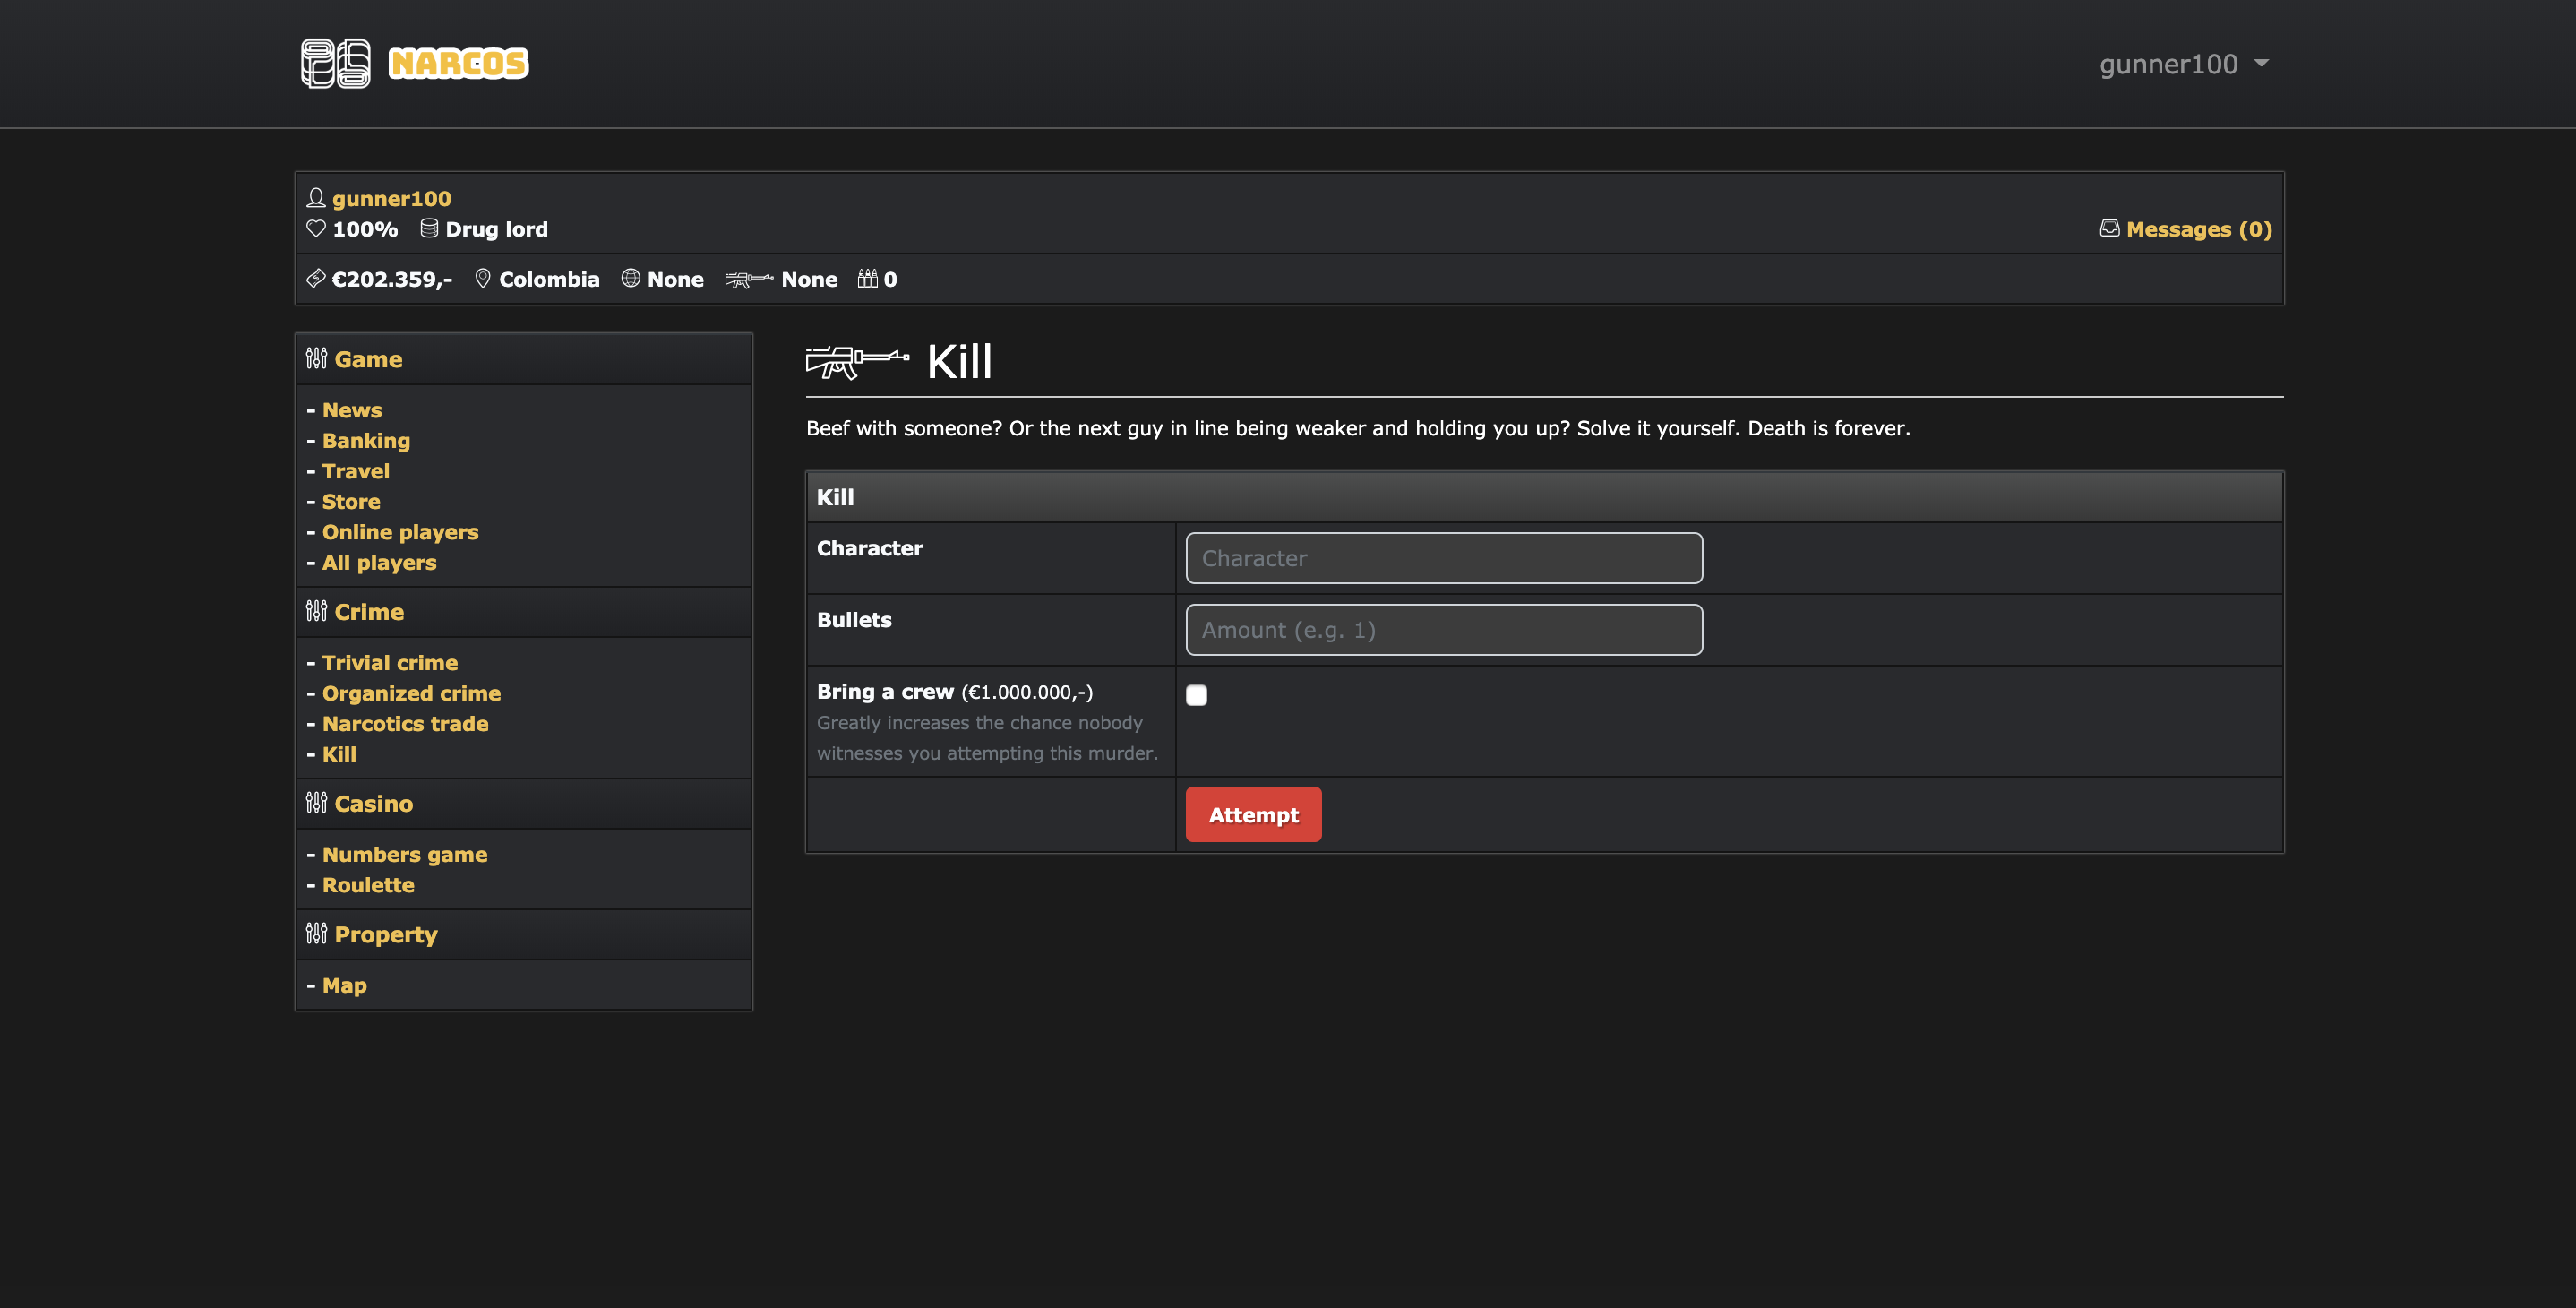 NARCOS
gunner100
gunner100
100% Drug lord
Messages (0)
€202.359,- Colombia None None 0
Game
- News
- Banking
- Travel
- Store
- Online players
- All players
Crime
- Trivial crime
- Organized crime
- Narcotics trade
- Kill
Casino
- Numbers game
- Roulette
Property
- Map
Kill
Beef with someone? Or the next guy in line being weaker and holding you up? Solve it yourself. Death is forever.
Kill
Character
Character
Bullets
Amount (e.g. 1)
Bring a crew (€1.000.000,-)
Greatly increases the chance nobody
witnesses you attempting this murder.
Attempt